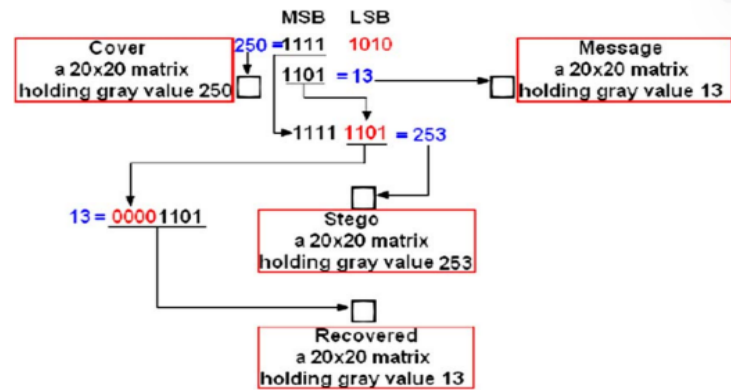 MSB LSB
Cover
a 20x20 matrix
holding gray value 250
250 = 1111 1010
1101 = 13
Message
a 20x20 matrix
holding gray value 13
1111 1101 = 253
13 = 0000 1101
Stego
a 20x20 matrix
holding gray value 253
Recovered
a 20x20 matrix
holding gray value 13